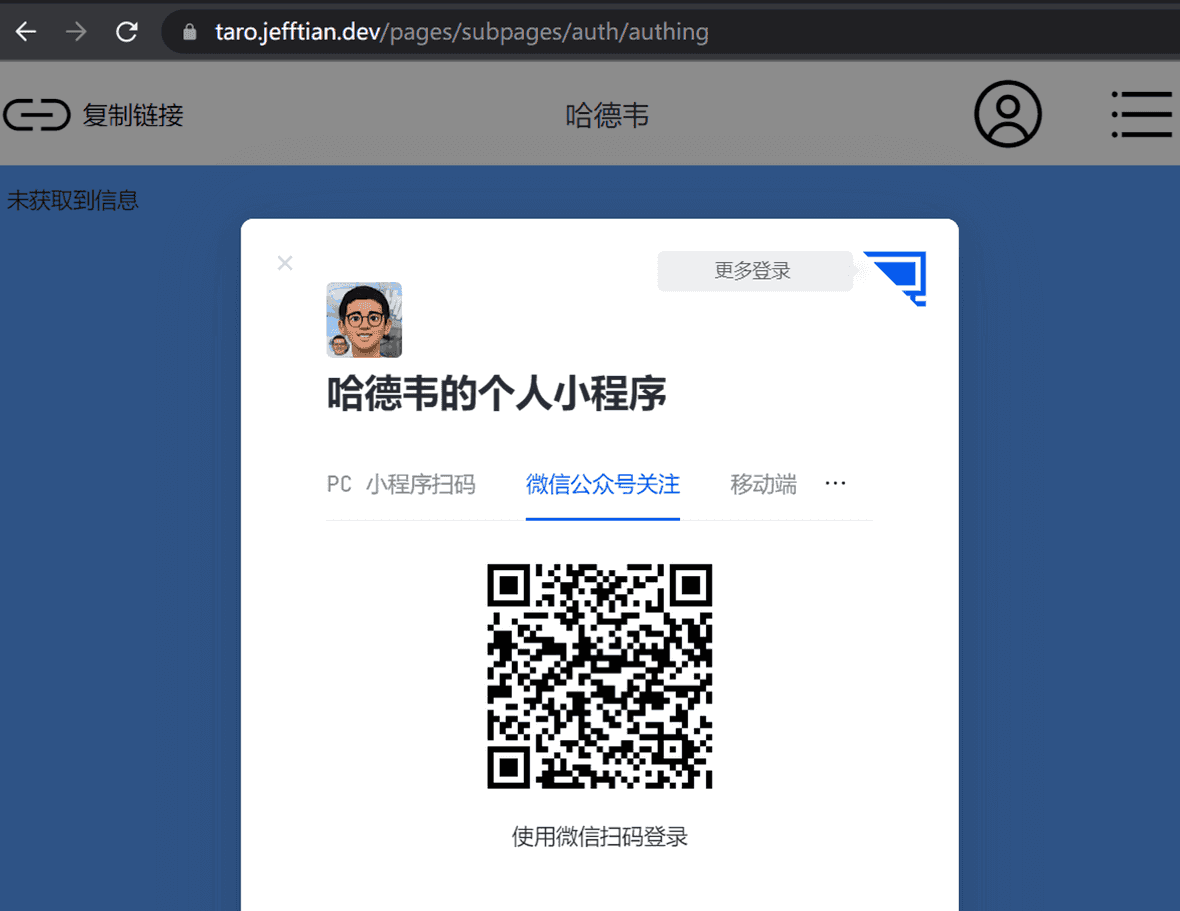 taro.jefftian.dev/pages/subpages/auth/authing
复制链接
哈德韦
未获取到信息
更多登录
哈德韦的个人小程序
PC 小程序扫码 微信公众号关注 移动端 ···
使用微信扫码登录